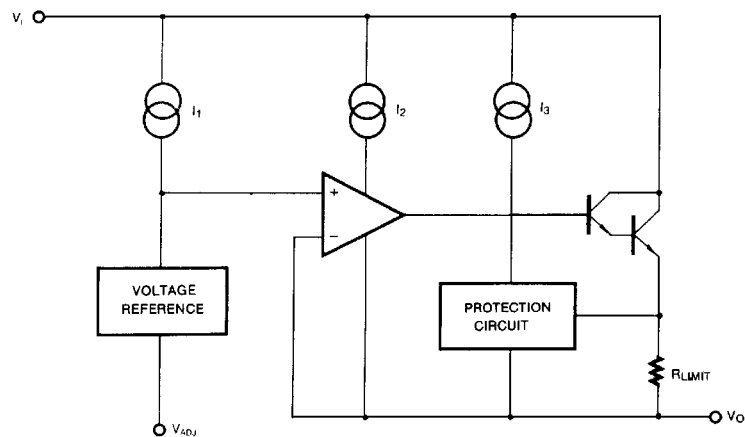 Vi
I1
I2
I3
+
−
VOLTAGE
REFERENCE
PROTECTION
CIRCUIT
RLIMIT
VO
VADJ